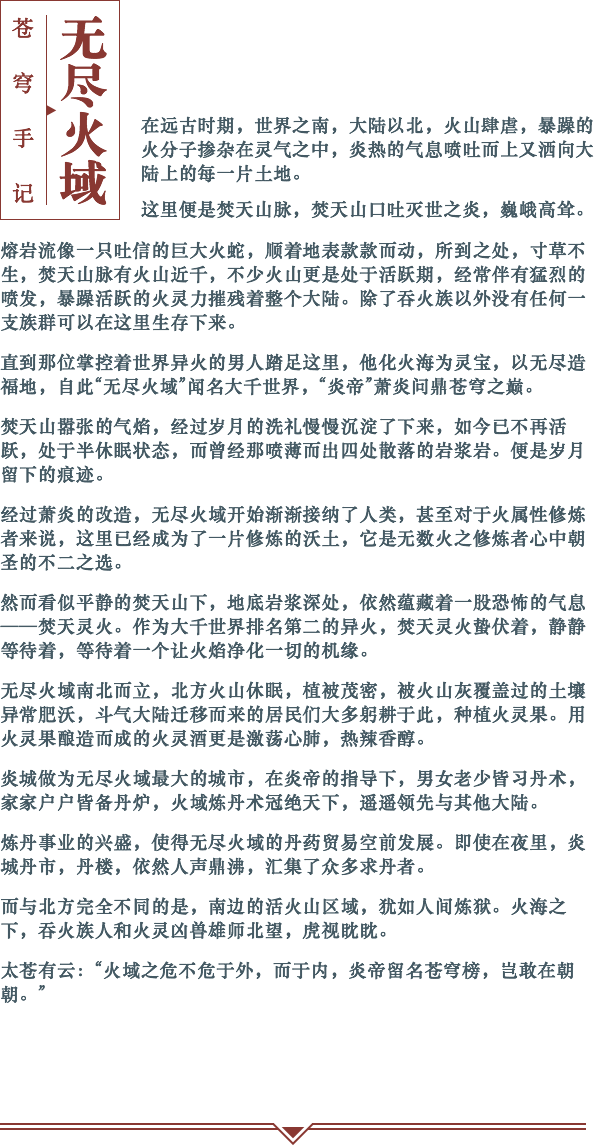 苍穹手记
无尽火域
在远古时期，世界之南，大陆以北，火山肆虐，暴躁的
火分子掺杂在灵气之中，炎热的气息喷吐而上又洒向大
陆上的每一片土地。
这里便是焚天山脉，焚天山口吐灭世之炎，巍峨高耸。
熔岩流像一只吐信的巨大火蛇，顺着地表款款而动，所到之处，寸草不
生，焚天山脉有火山近千，不少火山更是处于活跃期，经常伴有猛烈的
喷发，暴躁活跃的火灵力摧残着整个大陆。除了吞火族以外没有任何一
支族群可以在这里生存下来。
直到那位掌控着世界异火的男人踏足这里，他化火海为灵宝，以无尽造
福地，自此“无尽火域”闻名大千世界，“炎帝”萧炎问鼎苍穹之巅。
焚天山嚣张的气焰，经过岁月的洗礼慢慢沉淀了下来，如今已不再活
跃，处于半休眠状态，而曾经那喷薄而出四处散落的岩浆岩。便是岁月
留下的痕迹。
经过萧炎的改造，无尽火域开始渐渐接纳了人类，甚至对于火属性修炼
者来说，这里已经成为了一片修炼的沃土，它是无数火之修炼者心中朝
圣的不二之选。
然而看似平静的焚天山下，地底岩浆深处，依然蕴藏着一股恐怖的气息
——焚天灵火。作为大千世界排名第二的异火，焚天灵火蛰伏着，静静
等待着，等待着一个让火焰净化一切的机缘。
无尽火域南北而立，北方火山休眠，植被茂密，被火山灰覆盖过的土壤
异常肥沃，斗气大陆迁移而来的居民们大多躬耕于此，种植火灵果。用
火灵果酿造而成的火灵酒更是激荡心肺，热辣香醇。
炎城做为无尽火域最大的城市，在炎帝的指导下，男女老少皆习丹术，
家家户户皆备丹炉，火域炼丹术冠绝天下，遥遥领先与其他大陆。
炼丹事业的兴盛，使得无尽火域的丹药贸易空前发展。即使在夜里，炎
城丹市，丹楼，依然人声鼎沸，汇集了众多求丹者。
而与北方完全不同的是，南边的活火山区域，犹如人间炼狱。火海之
下，吞火族人和火灵凶兽雄师北望，虎视眈眈。
太苍有云：“火域之危不危于外，而于内，炎帝留名苍穹榜，岂敢在朝
朝。”